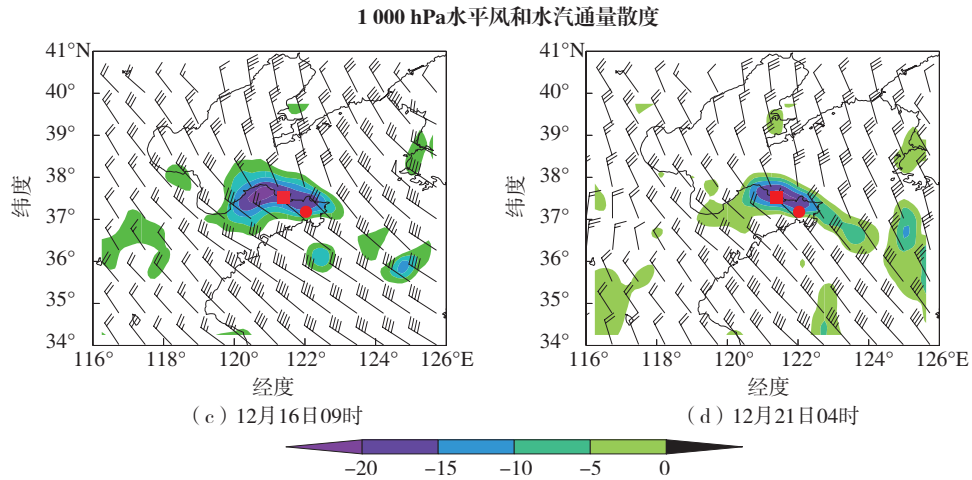 1 000 hPa水平风和水汽通量散度
41°N
40°
39°
38°
37°
36°
35°
34°
纬度
116 118 120 122 124 126°E
经度
（c）12月16日09时
41°N
40°
39°
38°
37°
36°
35°
34°
纬度
116 118 120 122 124 126°E
经度
（d）12月21日04时
−20 −15 −10 −5 0